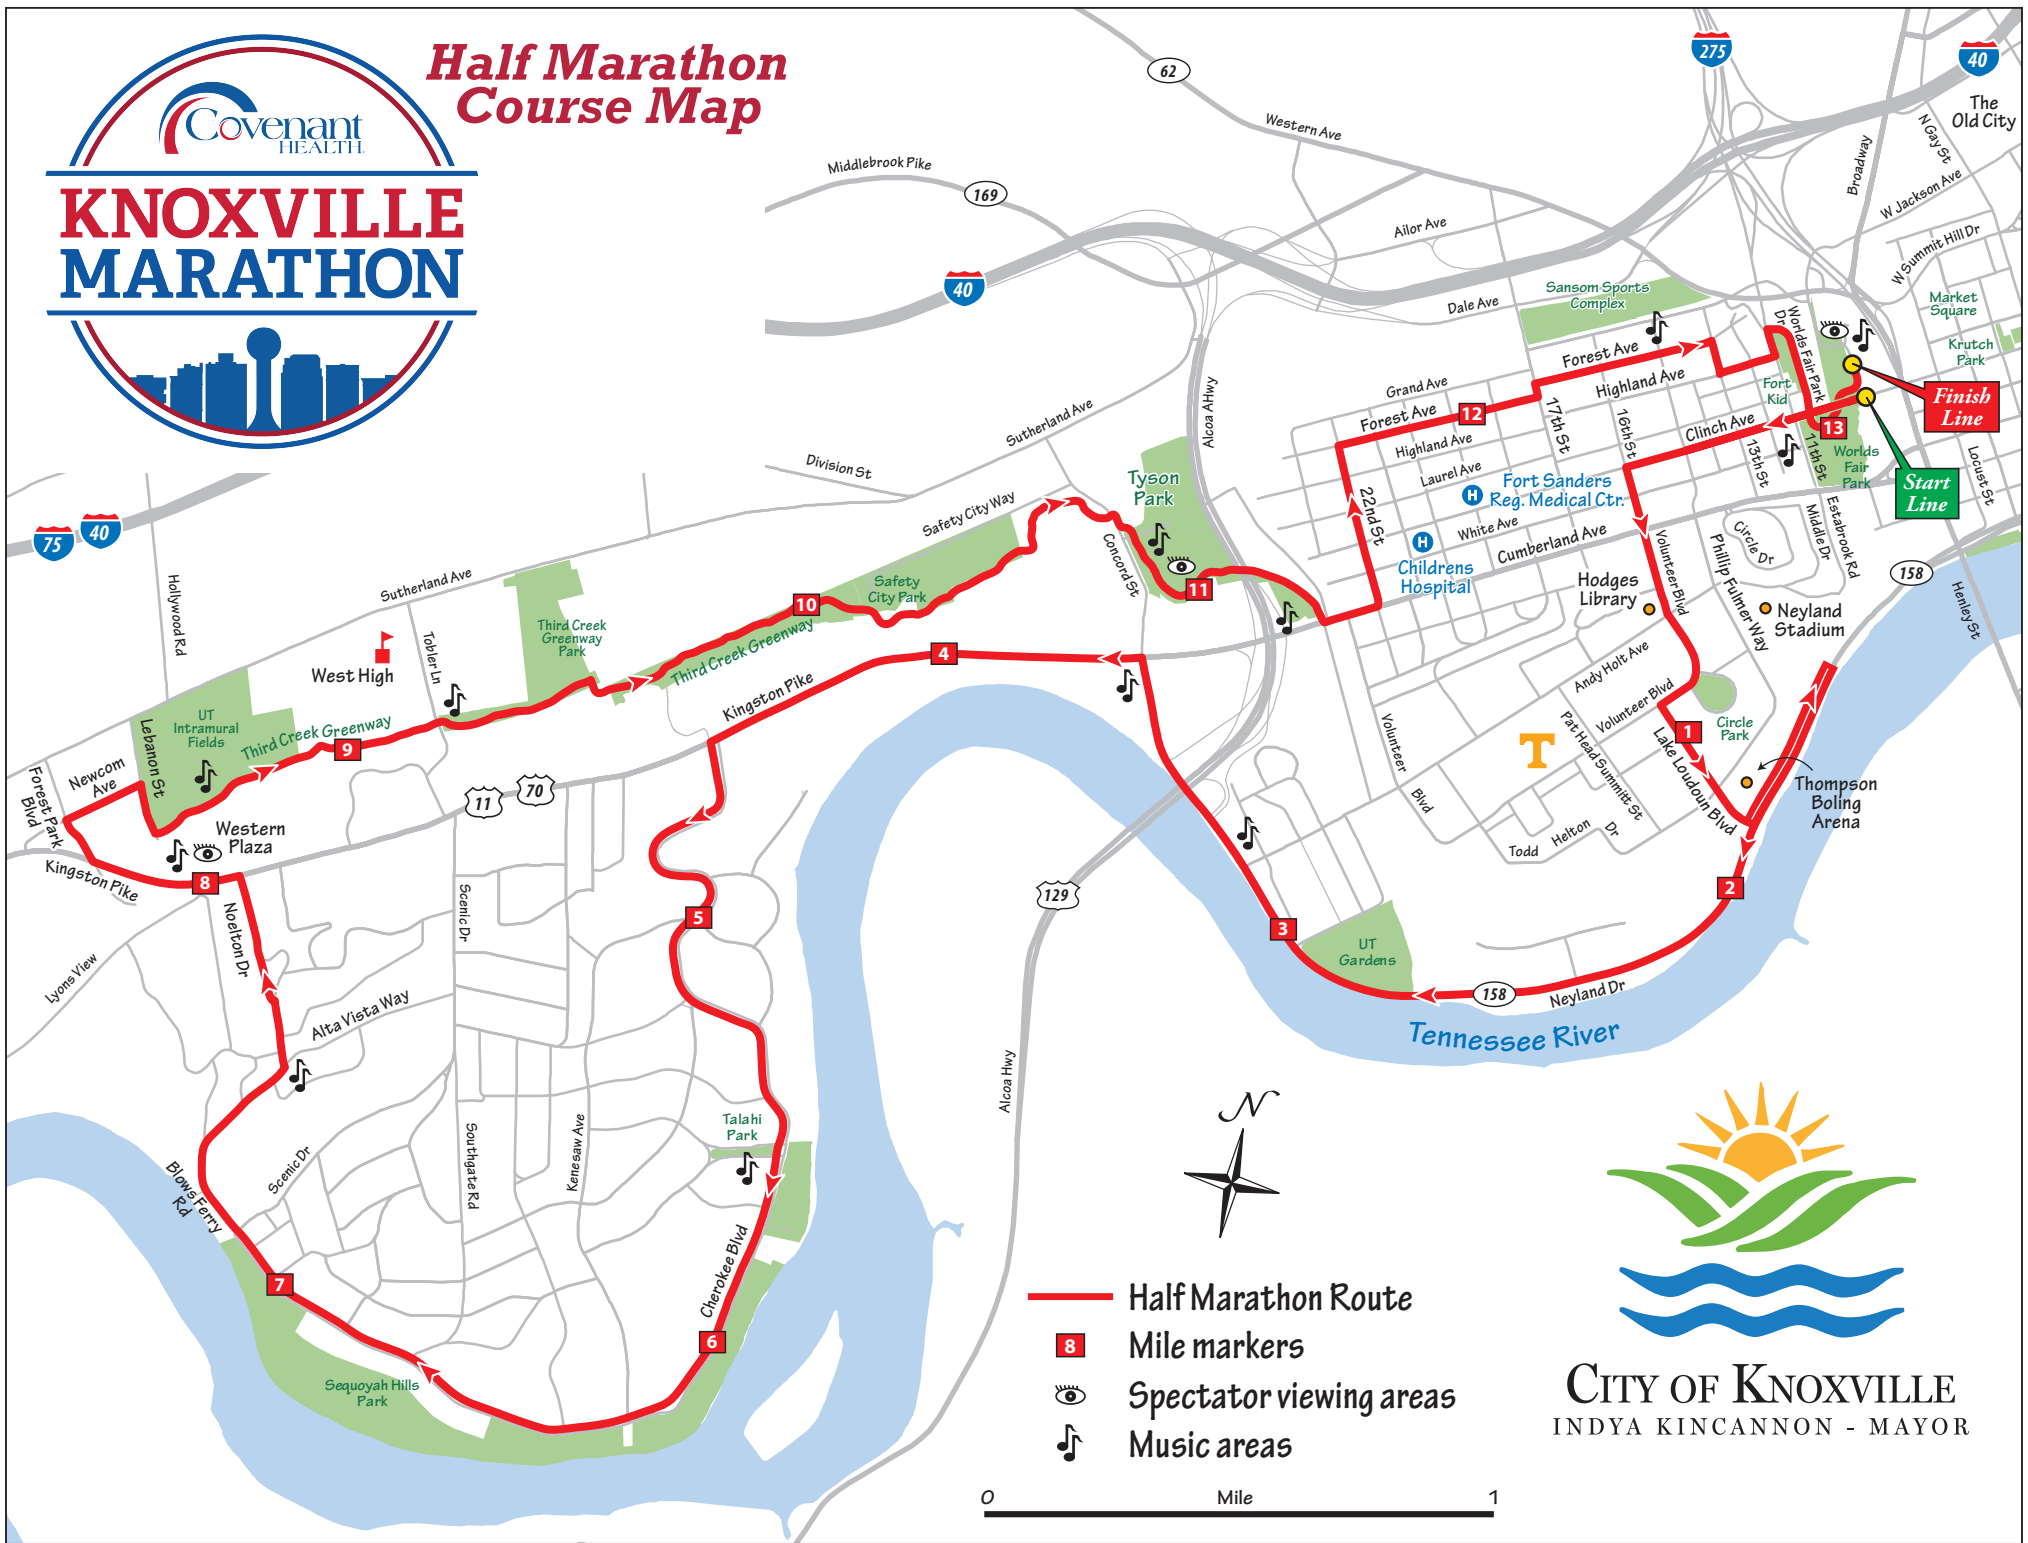 Covenant
HEALTH
KNOXVILLE
MARATHON
Half Marathon
Course Map
62
275
40
The
Old City
N Gay St
Western Ave
Broadway
Middlebrook Pike
169
W Jackson Ave
Ailor Ave
W Summit Hill Dr
40
Sansom Sports
Complex
Dale Ave
Market
Square
Worlds Fair Park
Dr
Krutch
Park
Forest Ave
Grand Ave
Highland Ave
Fort
Kid
Finish
Line
Alcoa AHwy
Sutherland Ave
Forest Ave
12
17th St
16th St
Clinch Ave
13
Highland Ave
13th St
11th St
Worlds
Fair
Park
Locust St
Division St
Laurel Ave
Tyson
Park
Fort Sanders
Reg. Medical Ctr.
H
Start
Line
22nd St
Safety City Way
White Ave
Cumberland Ave
H
Childrens
Hospital
Volunteer Blvd
Phillip Fulmer Way
Circle Dr
Middle Dr
Estabrook Rd
75
40
Concord St
158
Henley St
Hollywood Rd
Sutherland Ave
Safety
City Park
10
11
Hodges
Library
Neyland
Stadium
Third Creek
Greenway
Park
Tobler Ln
West High
Third Creek Greenway
4
Andy Holt Ave
Kingston Pike
Volunteer Blvd
UT
Intramural
Fields
Lebanon St
Third Creek Greenway
9
Volunteer
Blvd
Pat Head Summitt St
T
1
Circle
Park
Lake Loudoun Blvd
Newcom
Ave
Forest Park
Blvd
11
70
Thompson
Boling
Arena
Western
Plaza
Todd
Helton
Dr
Kingston Pike
8
129
2
5
Scenic Dr
Noelton Dr
3
UT
Gardens
Lyons View
158
Neyland Dr
Alta Vista Way
Tennessee River
Alcoa Hwy
N
Talahi
Park
Southgate Rd
Kenesaw Ave
Scenic Dr
Blows Ferry
Rd
Cherokee Blvd
7
6
Sequoyah Hills
Park
Half Marathon Route
8
Mile markers
Spectator viewing areas
Music areas
0
Mile
1
CITY OF KNOXVILLE
INDYA KINCANNON - MAYOR